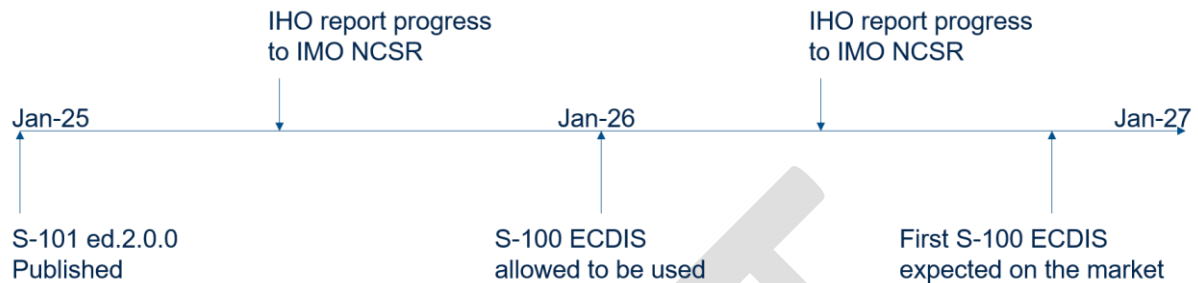 IHO report progress
to IMO NCSR
IHO report progress
to IMO NCSR
Jan-25
Jan-26
Jan-27
S-101 ed.2.0.0
Published
S-100 ECDIS
allowed to be used
First S-100 ECDIS
expected on the market